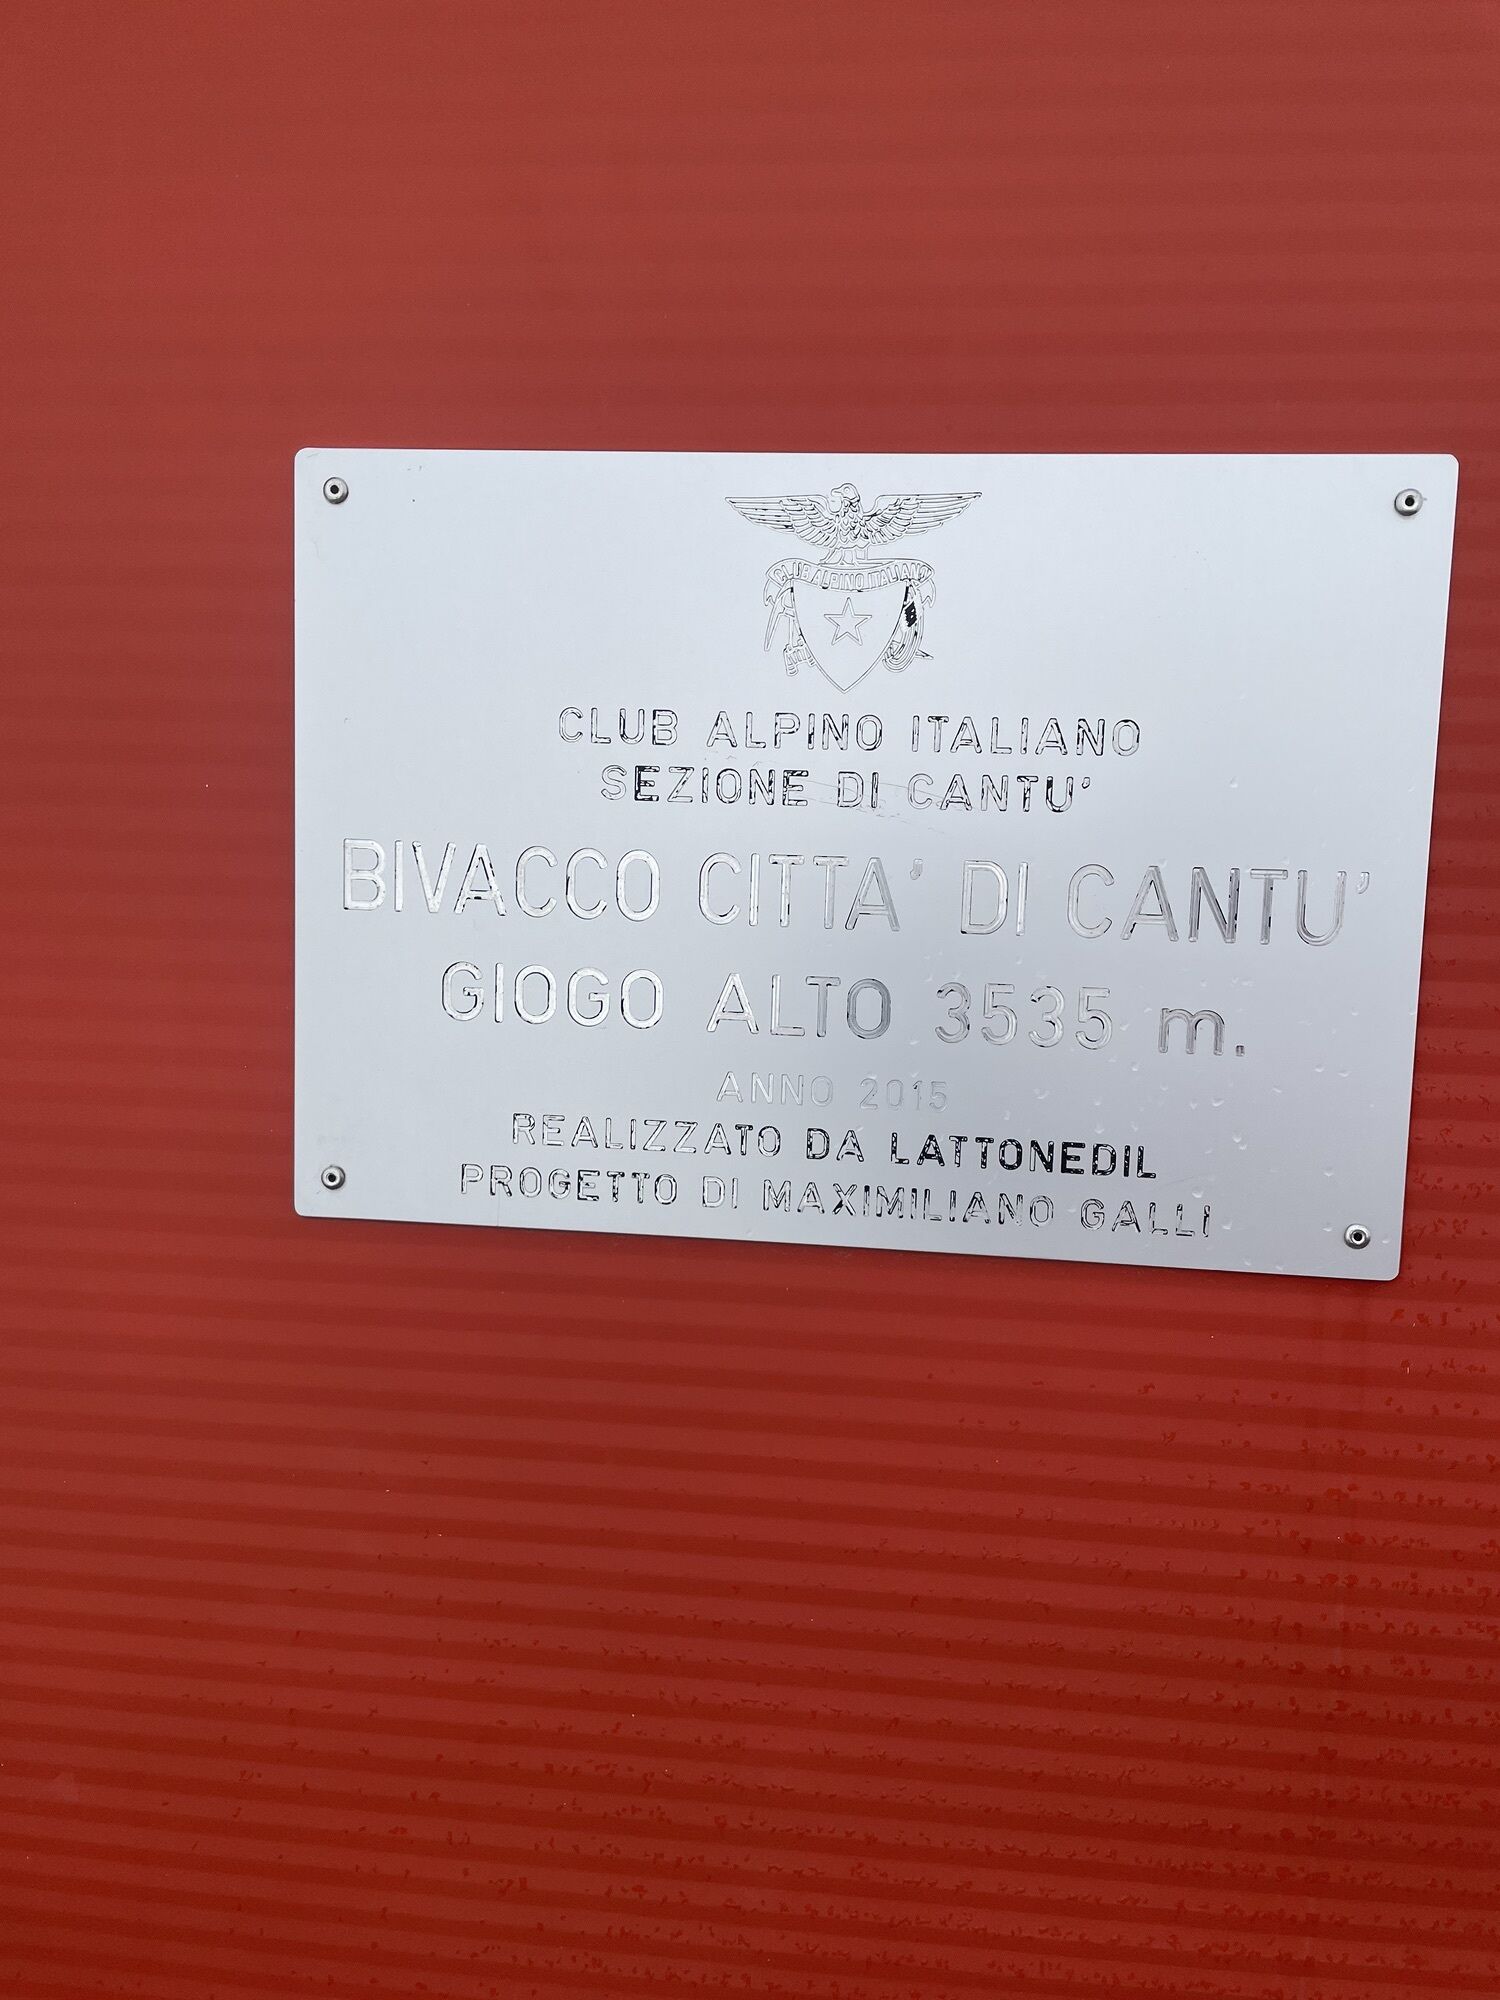 CLUB ALPINO ITALIANO
CLUB ALPINO ITALIANO
SEZIONE DI CANTU'
BIVACCO CITTA' DI CANTU'
GIOGO ALTO 3535 m.
ANNO 2015
REALIZZATO DA LATTONEDIL
PROGETTO DI MAXIMILIANO GALLI